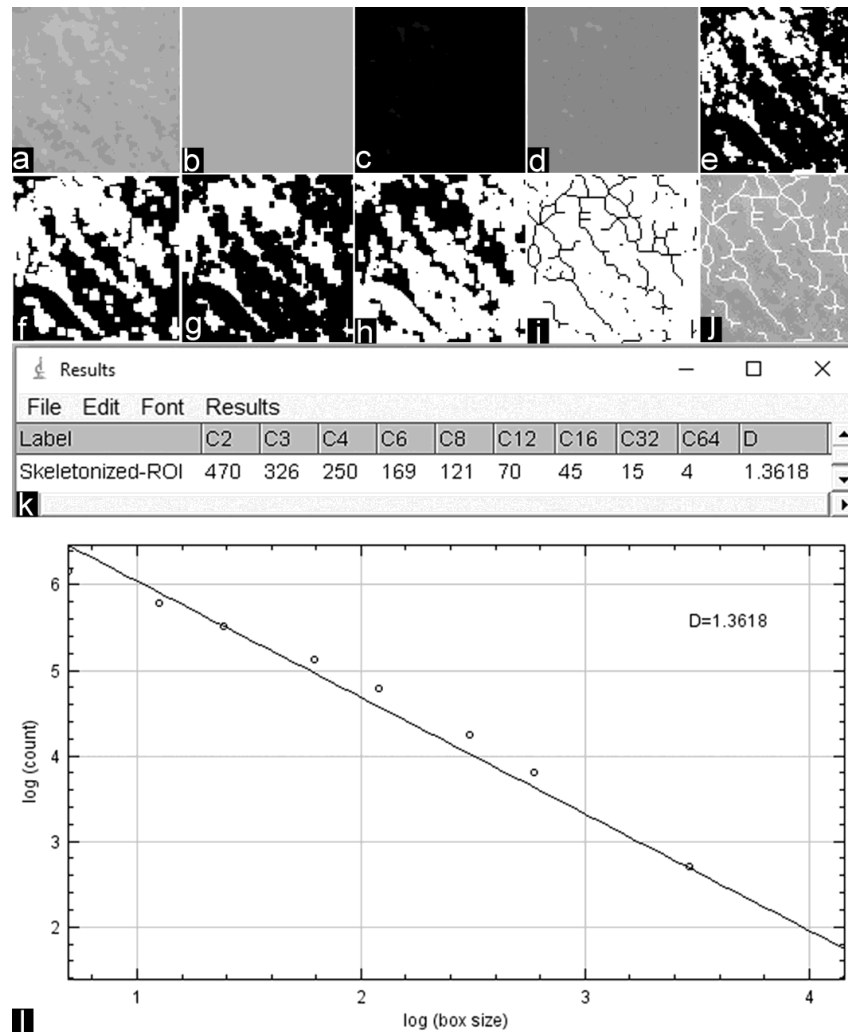 a b c d e
f g h i j
Results
File Edit Font Results
Label C2 C3 C4 C6 C8 C12 C16 C32 C64 D
Skeletonized-ROI 470 326 250 169 121 70 45 15 4 1.3618
k
6
D=1.3618
5
log (count)
4
3
2
1 2 3 4
l
log (box size)